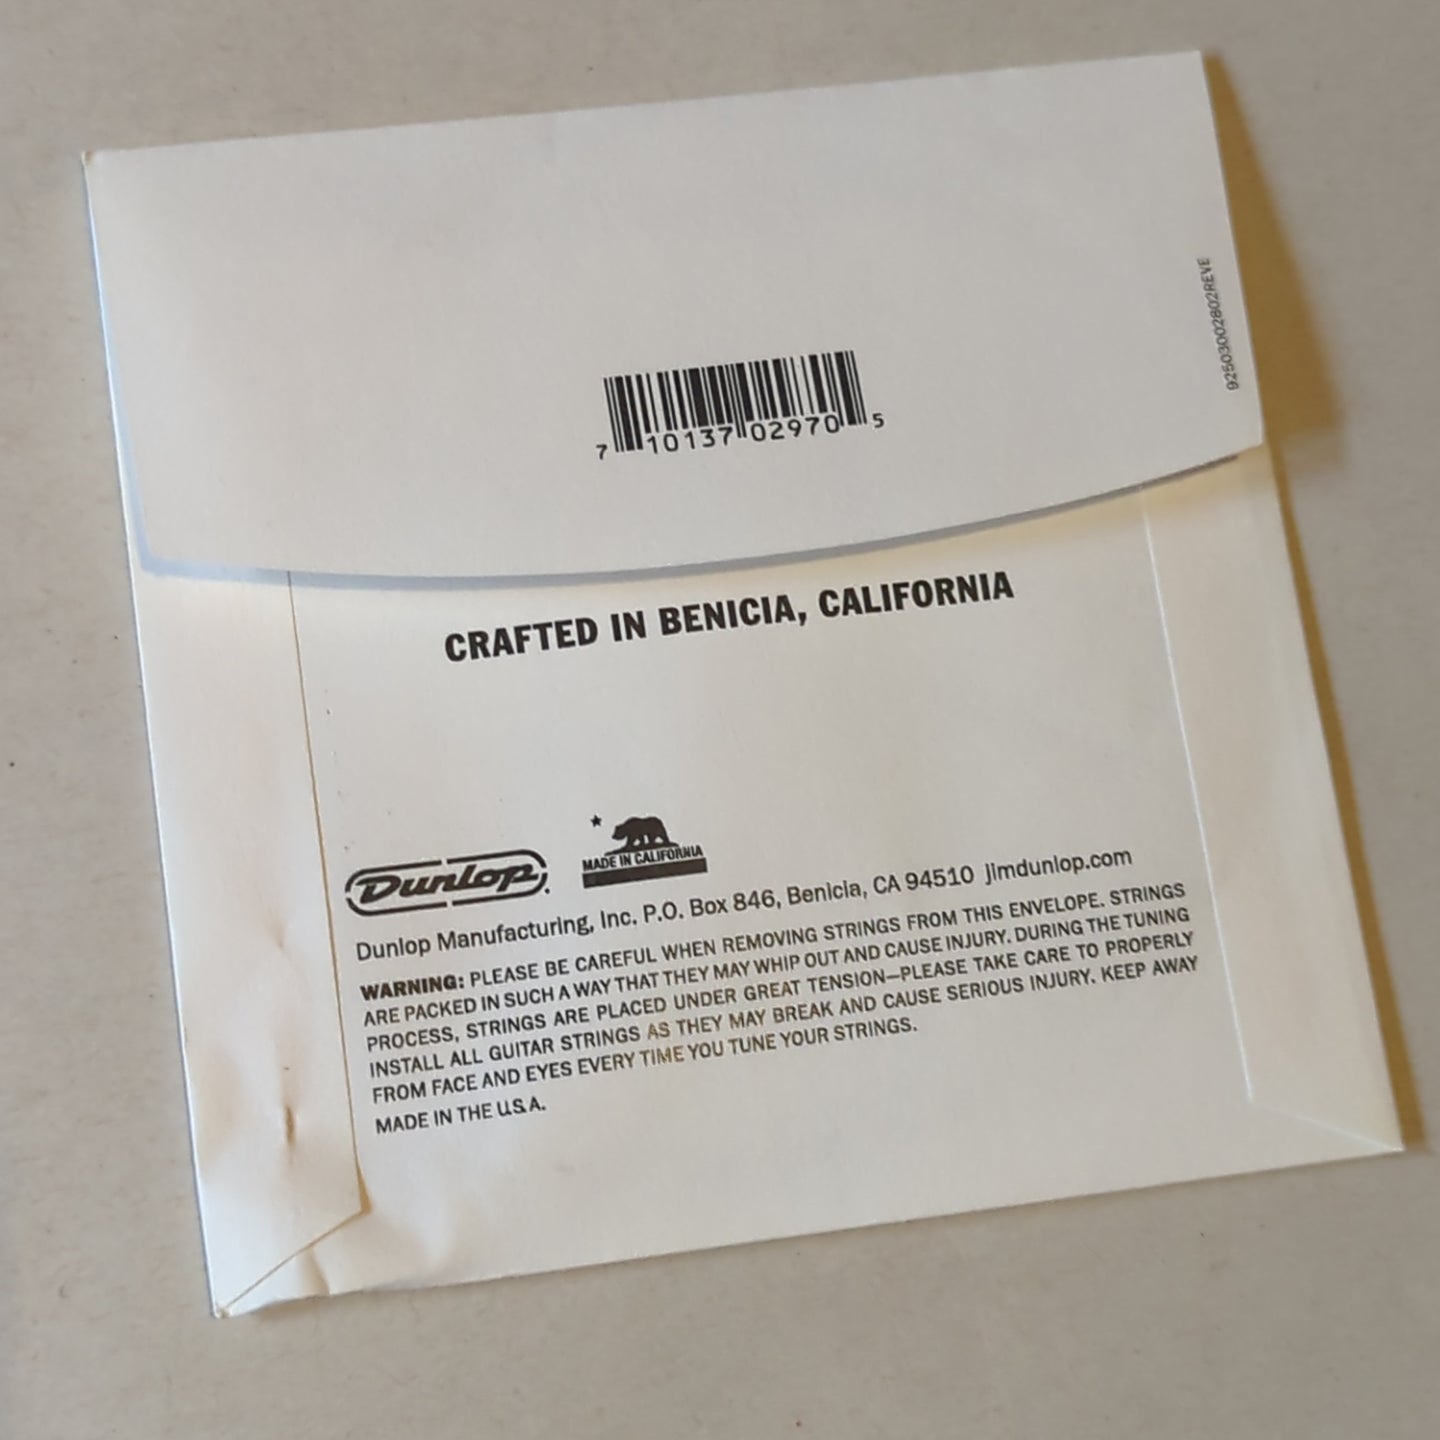 92503002802REVE
7 10137 02970 5
CRAFTED IN BENICIA, CALIFORNIA
Dunlop
MADE IN CALIFORNIA
Dunlop Manufacturing, Inc. P.O. Box 846, Benicia, CA 94510 jimdunlop.com
WARNING: PLEASE BE CAREFUL WHEN REMOVING STRINGS FROM THIS ENVELOPE. STRINGS
ARE PACKED IN SUCH A WAY THAT THEY MAY WHIP OUT AND CAUSE INJURY. DURING THE TUNING
PROCESS, STRINGS ARE PLACED UNDER GREAT TENSION—PLEASE TAKE CARE TO PROPERLY
INSTALL ALL GUITAR STRINGS AS THEY MAY BREAK AND CAUSE SERIOUS INJURY. KEEP AWAY
FROM FACE AND EYES EVERY TIME YOU TUNE YOUR STRINGS.
MADE IN THE U.S.A.